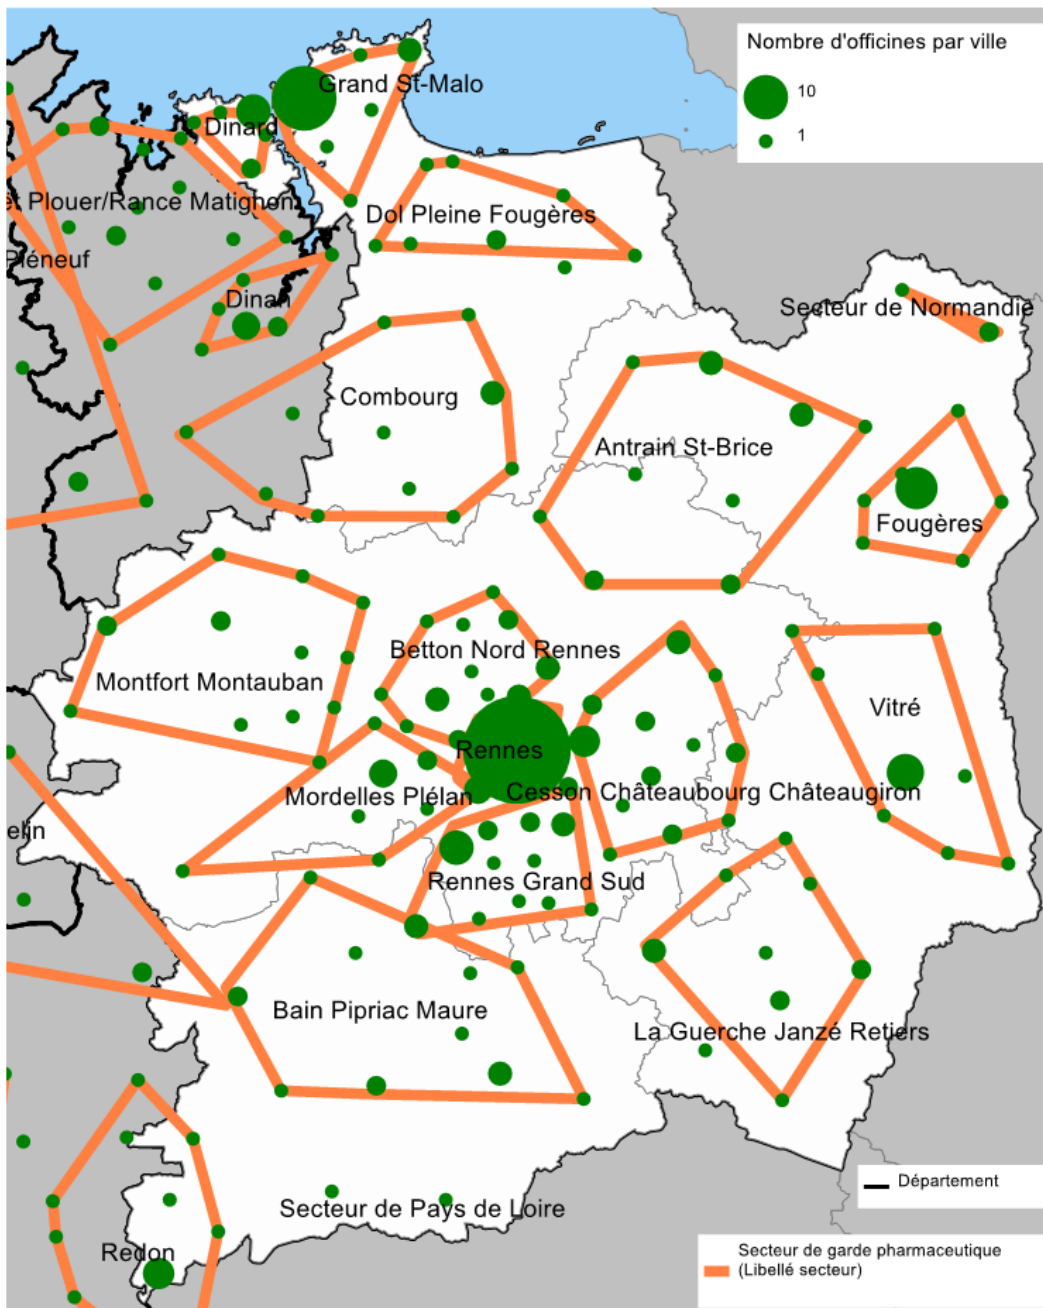 Nombre d'officines par ville
10
1
Grand St-Malo
Dinard
êt Plouer/Rance Matignon
Dol Pleine Fougères
Pléneuf
Dinan
Secteur de Normandie
Combourg
Antrain St-Brice
Fougères
Betton Nord Rennes
Montfort Montauban
Vitré
Rennes
Mordelles Plélan
Cesson Châteaubourg Châteaugiron
elin
Rennes Grand Sud
Bain Pipriac Maure
La Guerche Janzé Retiers
Département
Secteur de Pays de Loire
Redon
Secteur de garde pharmaceutique
(Libellé secteur)